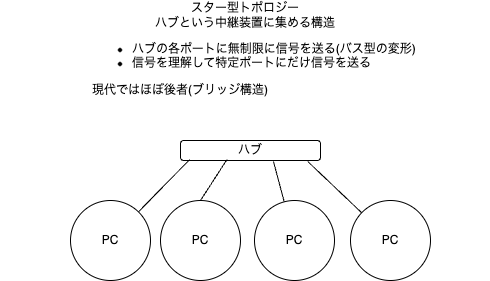 スター型トポロジー
ハブという中継装置に集める構造
• ハブの各ポートに無制限に信号を送る(バス型の変形)
• 信号を理解して特定ポートにだけ信号を送る
現代ではほぼ後者(ブリッジ構造)
ハブ
PC
PC
PC
PC